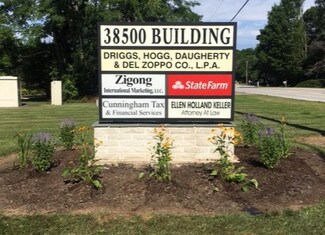 38500 BUILDING
DRIGGS, HOGG, DAUGHERTY
& DEL ZOPPO CO., L.P.A.
Zigong
International Marketing, LLC.
StateFarm
Cunningham Tax
& Financial Services
ELLEN HOLLAND KELLER
Attorney At Law